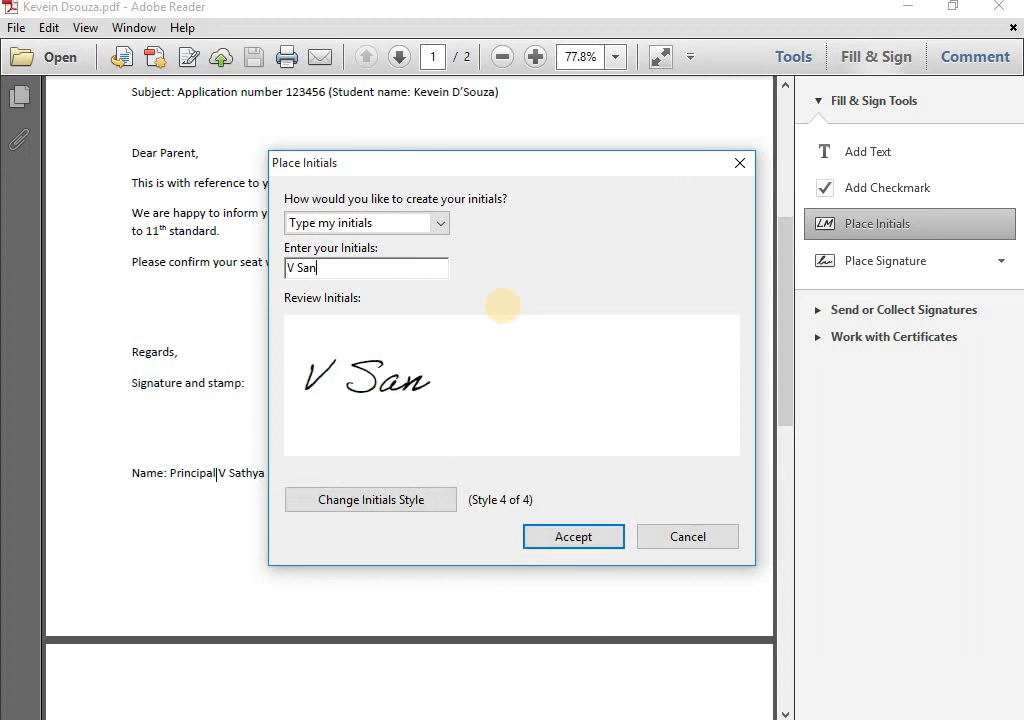 Kevein Dsouza.pdf - Adobe Reader
File Edit View Window Help
Open 1 / 2 77.8% Tools Fill & Sign Comment
Subject: Application number 123456 (Student name: Kevein D'Souza)
Dear Parent,
This is with reference to y
We are happy to inform y
to 11th standard.
Please confirm your seat w
Regards,
Signature and stamp:
Name: Principal V Sathya
Place Initials
How would you like to create your initials?
Type my initials
Enter your Initials:
V San
Review Initials:
V San
Change Initials Style (Style 4 of 4)
Accept Cancel
Fill & Sign Tools
T Add Text
Add Checkmark
LM Place Initials
Place Signature
Send or Collect Signatures
Work with Certificates